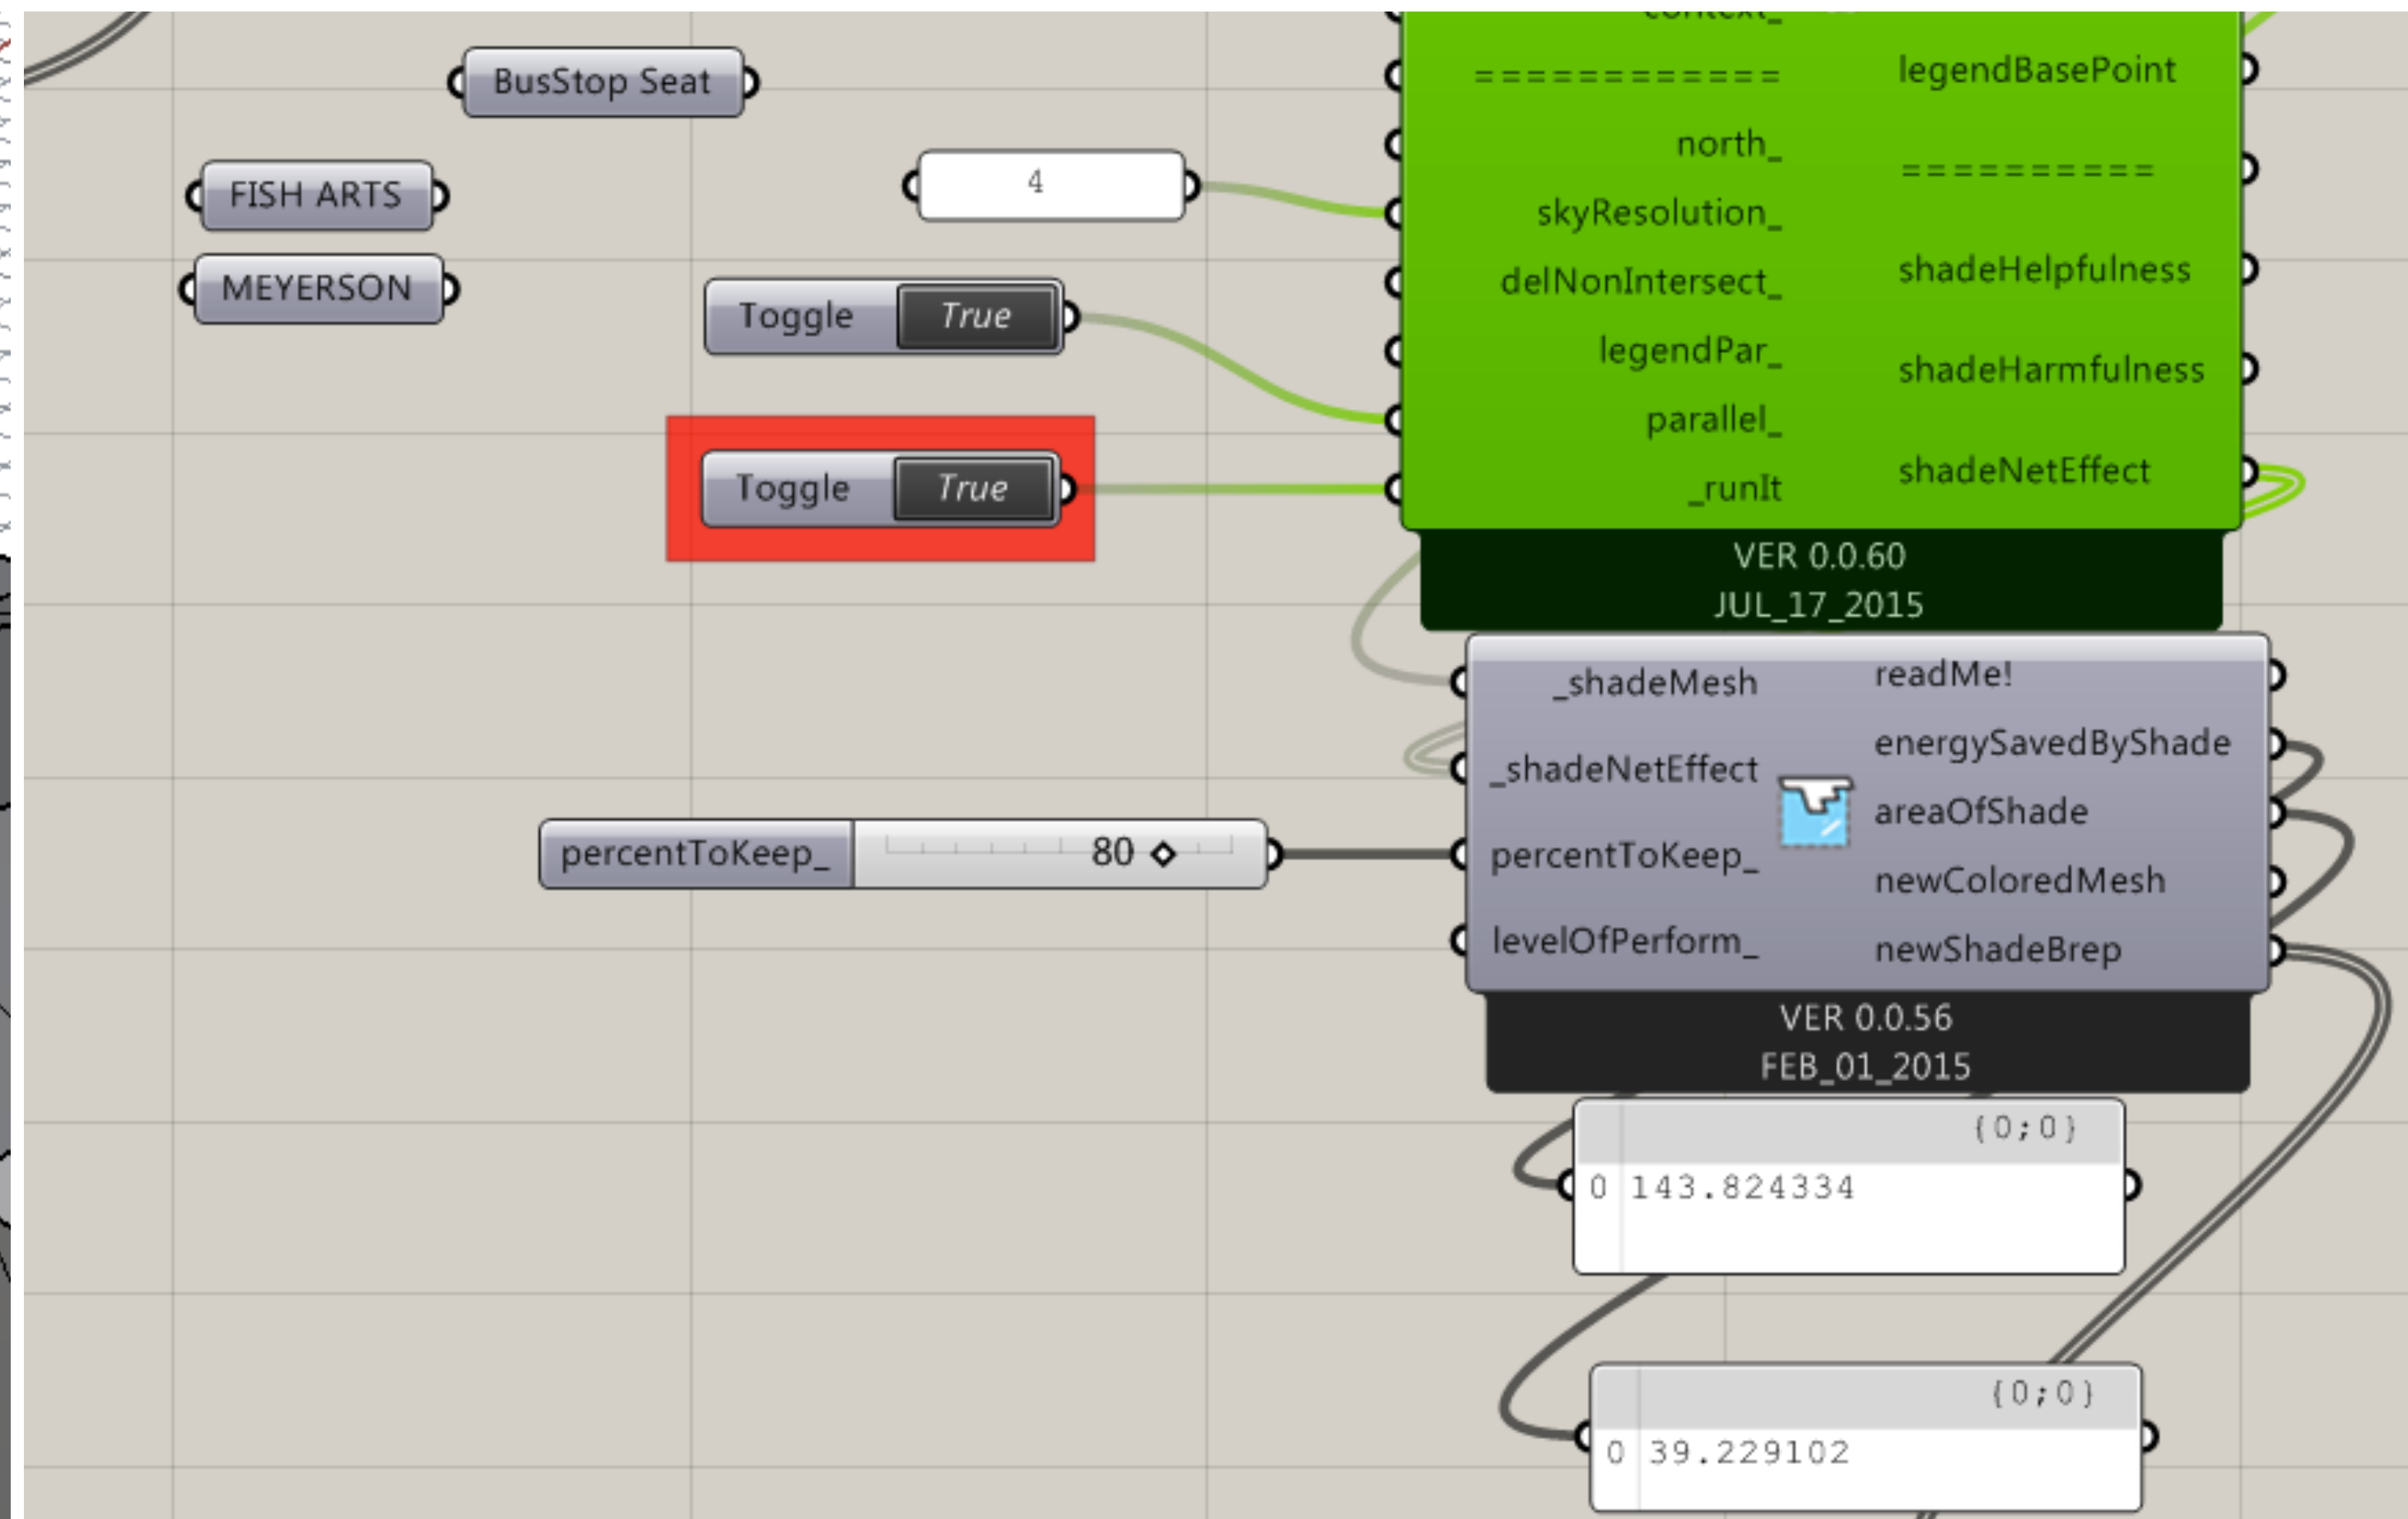 context_
BusStop Seat
============
legendBasePoint
north_
==========
FISH ARTS
4
skyResolution_
MEYERSON
delNonIntersect_
shadeHelpfulness
Toggle True
legendPar_
shadeHarmfulness
parallel_
Toggle True
_runIt
shadeNetEffect
VER 0.0.60
JUL_17_2015
_shadeMesh
readMe!
_shadeNetEffect
energySavedByShade
areaOfShade
percentToKeep_ 80
percentToKeep_
newColoredMesh
levelOfPerform_
newShadeBrep
VER 0.0.56
FEB_01_2015
{0;0}
0 143.824334
{0;0}
0 39.229102